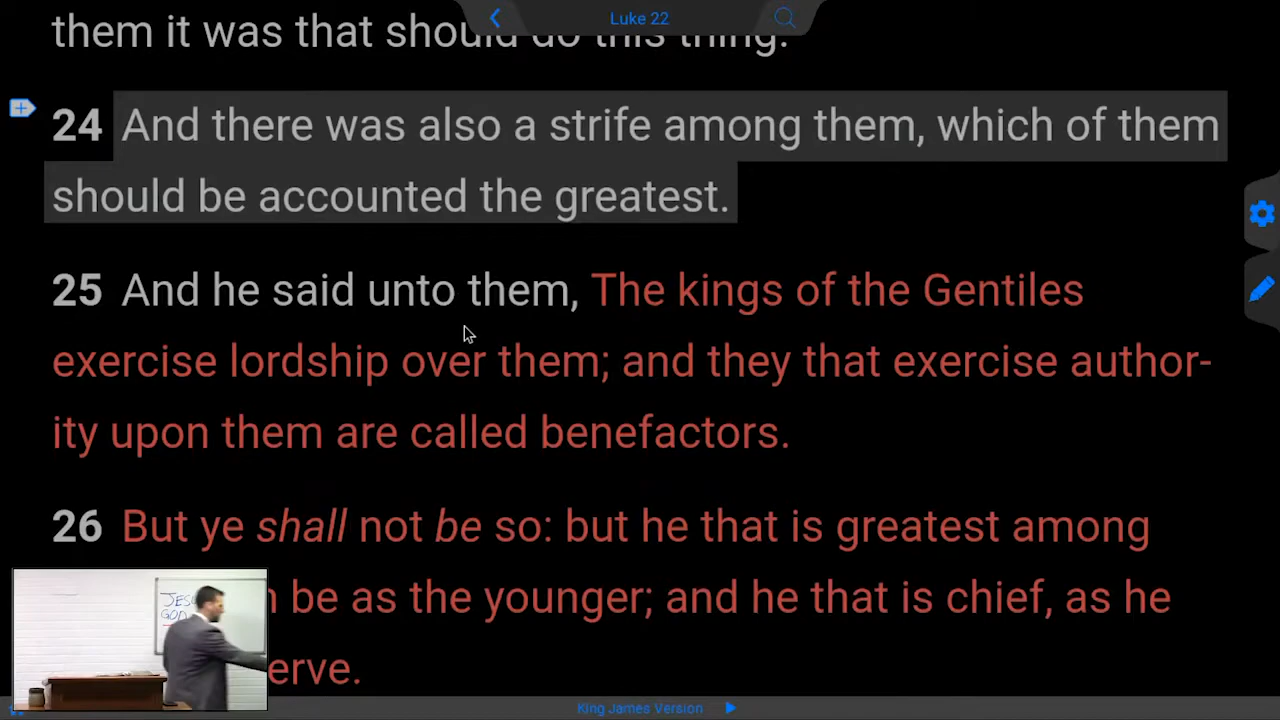 Luke 22
them it was that should do this thing.
24 And there was also a strife among them, which of them
should be accounted the greatest.
25 And he said unto them, The kings of the Gentiles
exercise lordship over them; and they that exercise author-
ity upon them are called benefactors.
26 But ye shall not be so: but he that is greatest among
be as the younger; and he that is chief, as he
erve.
JESU
GOD
King James Version